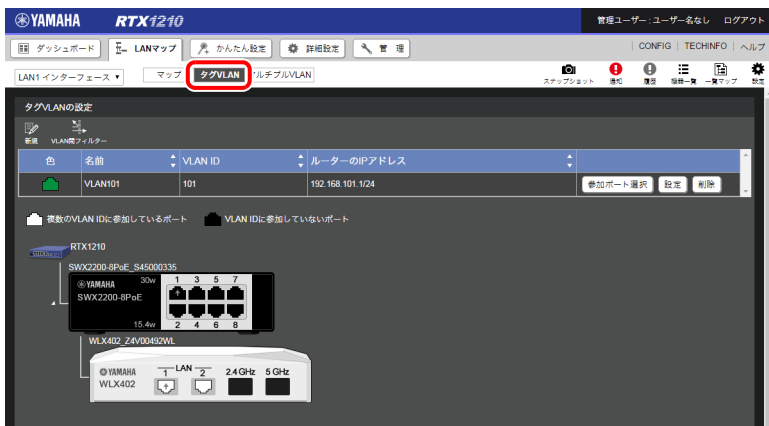 YAMAHA RTX1210 管理ユーザー：ユーザー名なし ログアウト
ダッシュボード LANマップ かんたん設定 詳細設定 管 理 CONFIG TECHINFO ヘルプ
LAN1 インターフェース マップ タグVLAN マルチプルVLAN スナップショット 通知 履歴 機器一覧 一覧マップ 設定
タグVLANの設定
新規 VLAN間フィルター
色 名前 VLAN ID ルーターのIPアドレス
VLAN101 101 192.168.101.1/24 参加ポート選択 設定 削除
複数のVLAN IDに参加しているポート VLAN IDに参加していないポート
RTX1210
SWX2200-8PoE_S45000335
YAMAHA 30w 1 3 5 7
SWX2200-8PoE
15.4w 2 4 6 8
WLX402_Z4V00492WL
YAMAHA 1 LAN 2 2.4 GHz 5 GHz
WLX402